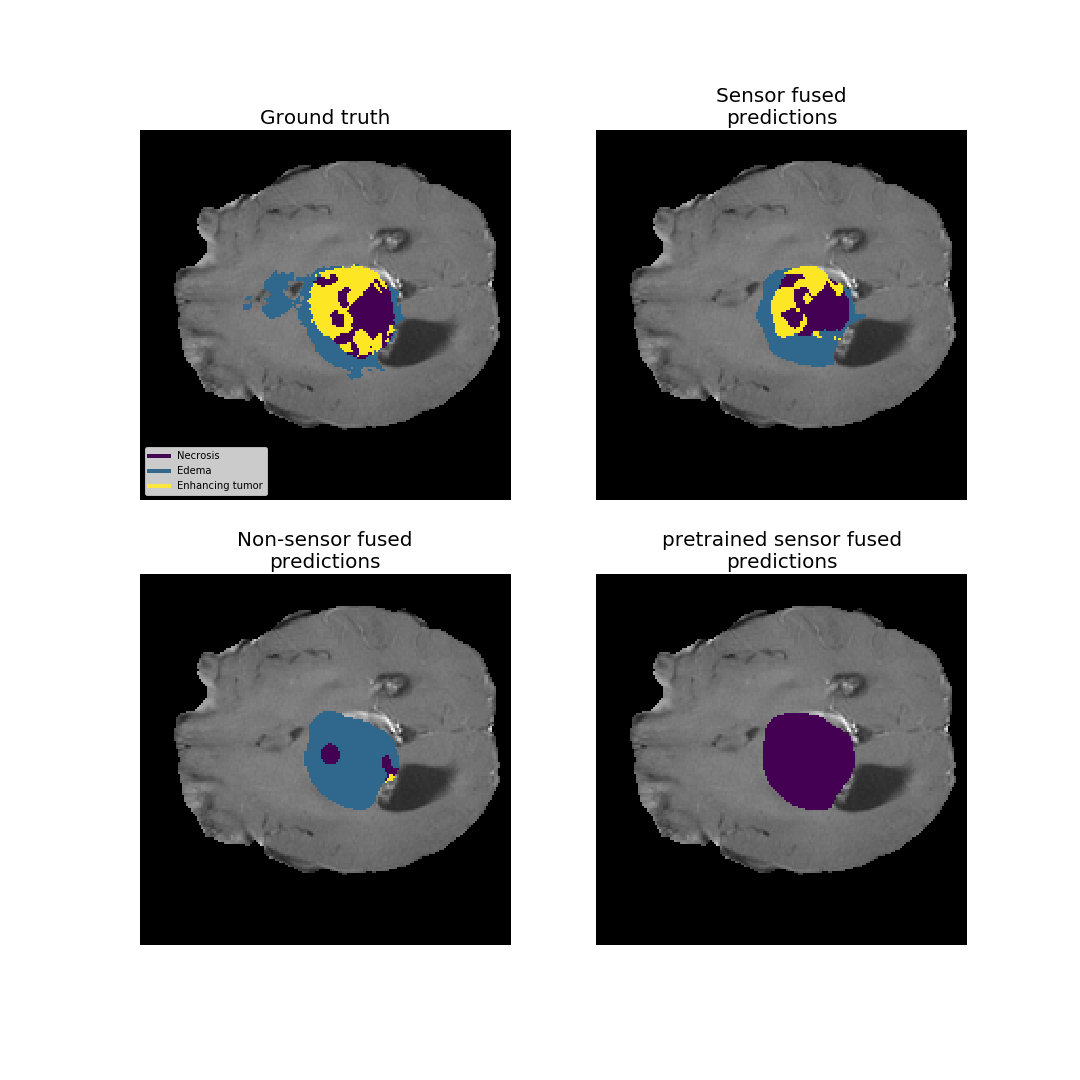 Ground truth
Sensor fused
predictions
Necrosis
Edema
Enhancing tumor
Non-sensor fused
predictions
pretrained sensor fused
predictions